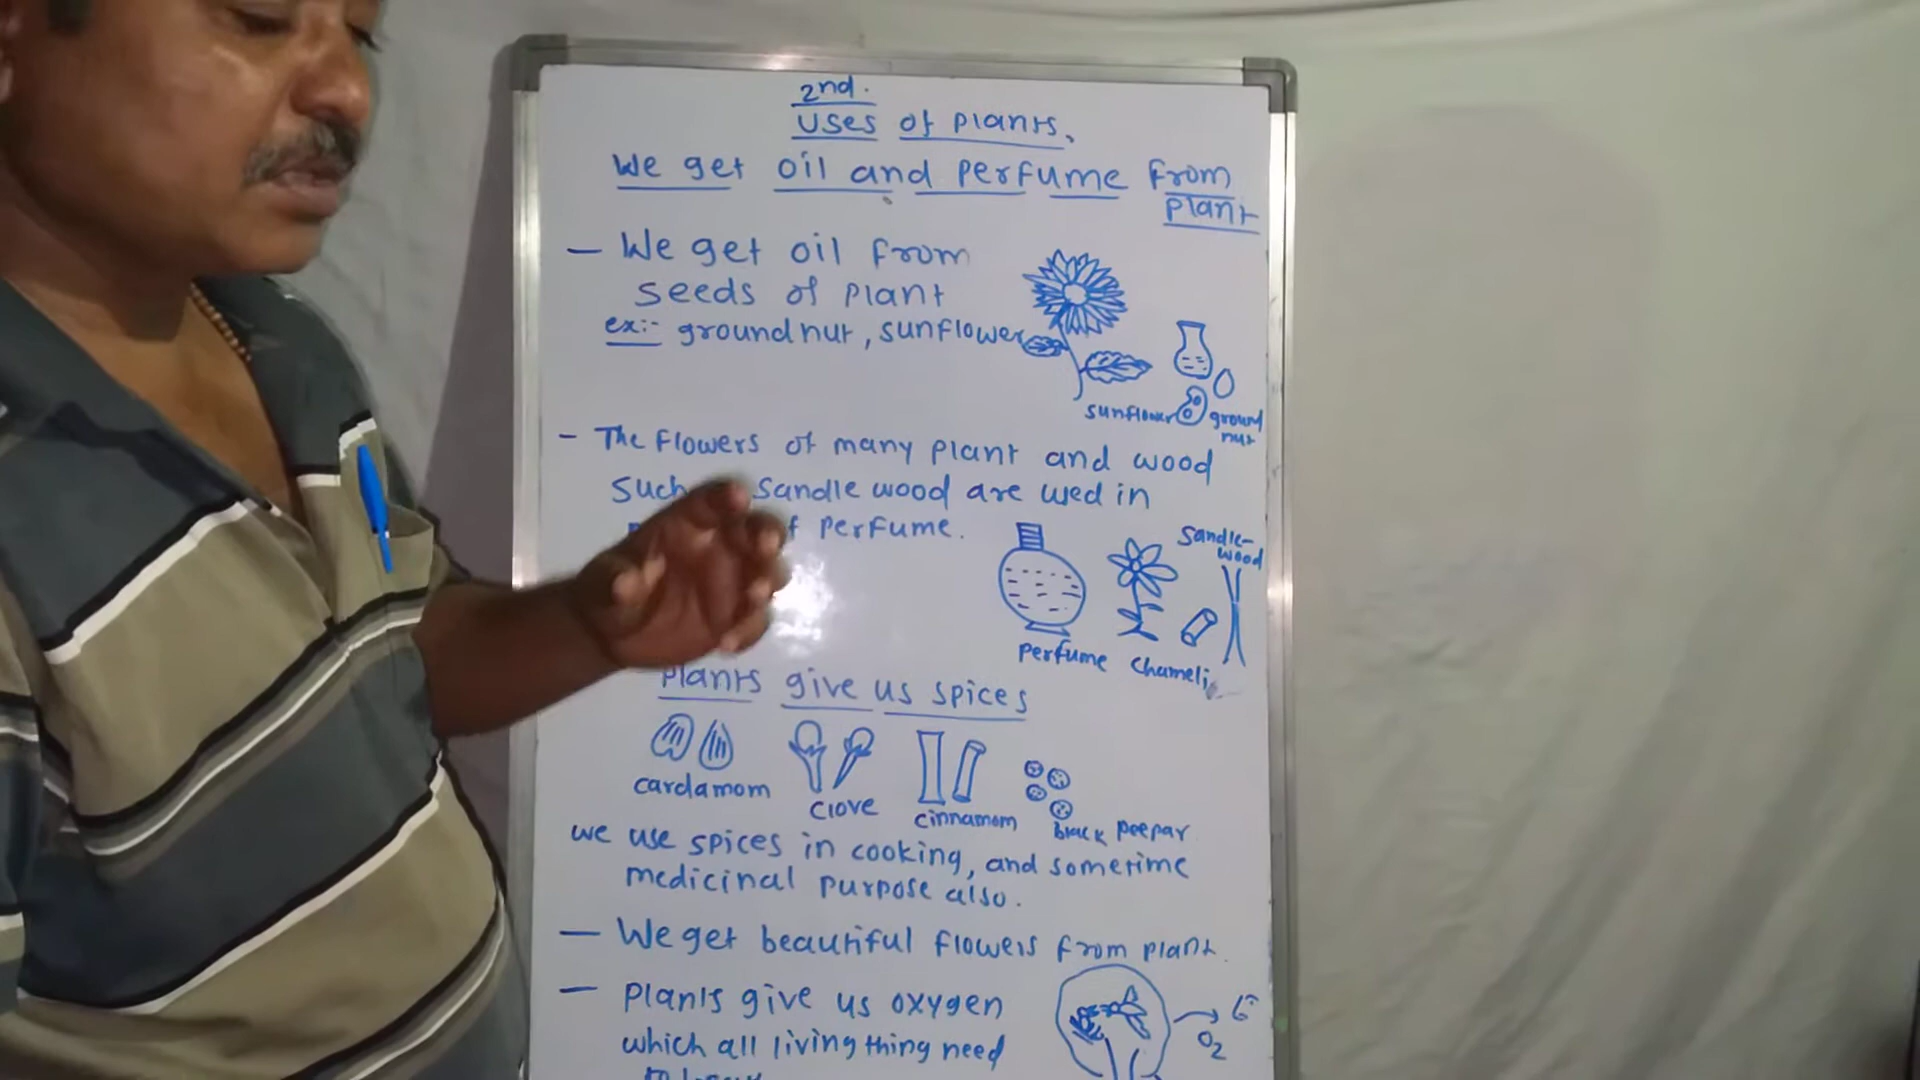 2nd.
Uses of plants.
We get oil and perfume from
plant
- We get oil from
seeds of plant
ex:- groundnut, sunflower
sunflower
ground
nut
- The flowers of many plant and wood
Such Sandle wood are used in
perfume.
Sandle-
wood
perfume
Chameli
Plants give us spices
cardamom
clove
cinnamom
black peepar
we use spices in cooking, and sometime
medicinal purpose also.
- We get beautiful flowers from plant.
- Plants give us oxygen
O2
which all living thing need